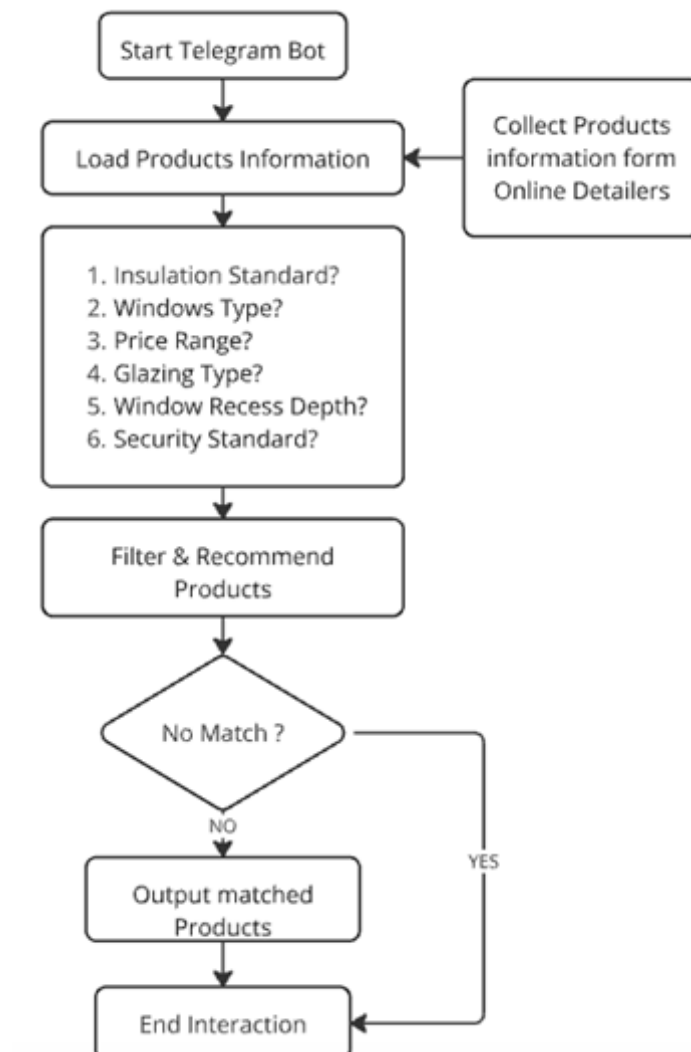 Start Telegram Bot
Load Products Information
Collect Products
information form
Online Detailers
1. Insulation Standard?
2. Windows Type?
3. Price Range?
4. Glazing Type?
5. Window Recess Depth?
6. Security Standard?
Filter & Recommend
Products
No Match ?
NO
YES
Output matched
Products
End Interaction